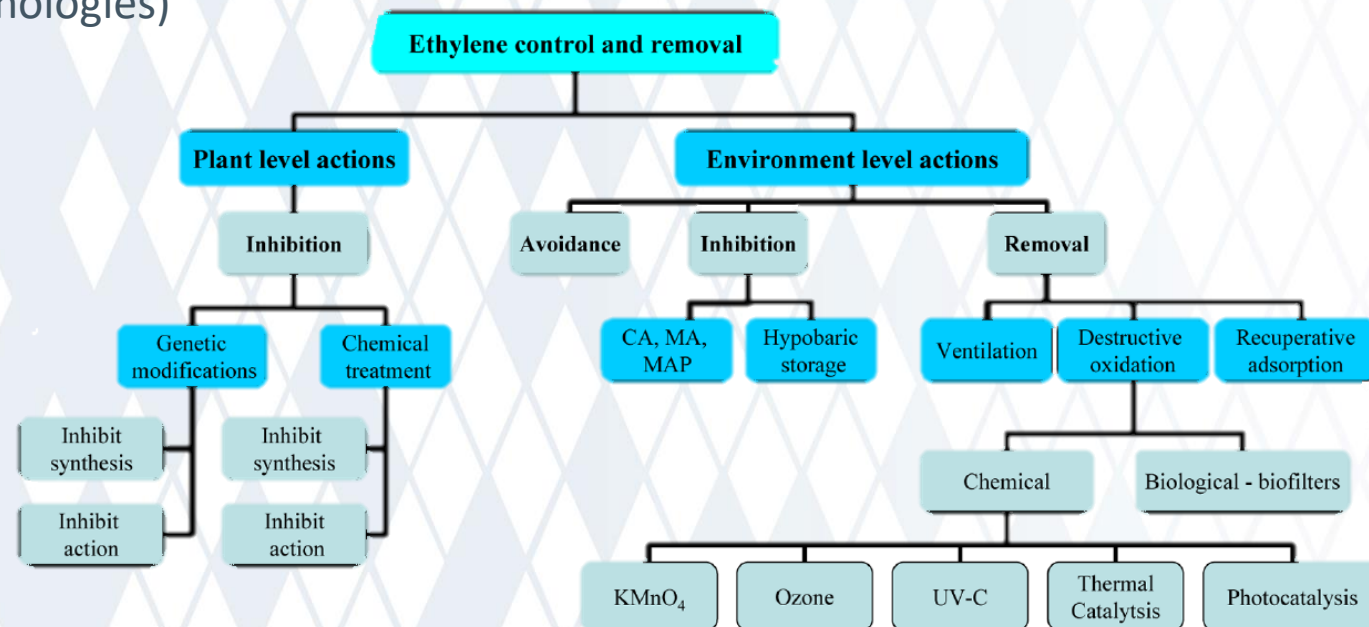 nologies)
Ethylene control and removal
Plant level actions
Environment level actions
Inhibition
Avoidance
Inhibition
Removal
Genetic
modifications
Chemical
treatment
CA, MA,
MAP
Hypobaric
storage
Ventilation
Destructive
oxidation
Recuperative
adsorption
Inhibit
synthesis
Inhibit
synthesis
Chemical
Biological - biofilters
Inhibit
action
Inhibit
action
KMnO₄
Ozone
UV-C
Thermal
Catalytsis
Photocatalysis